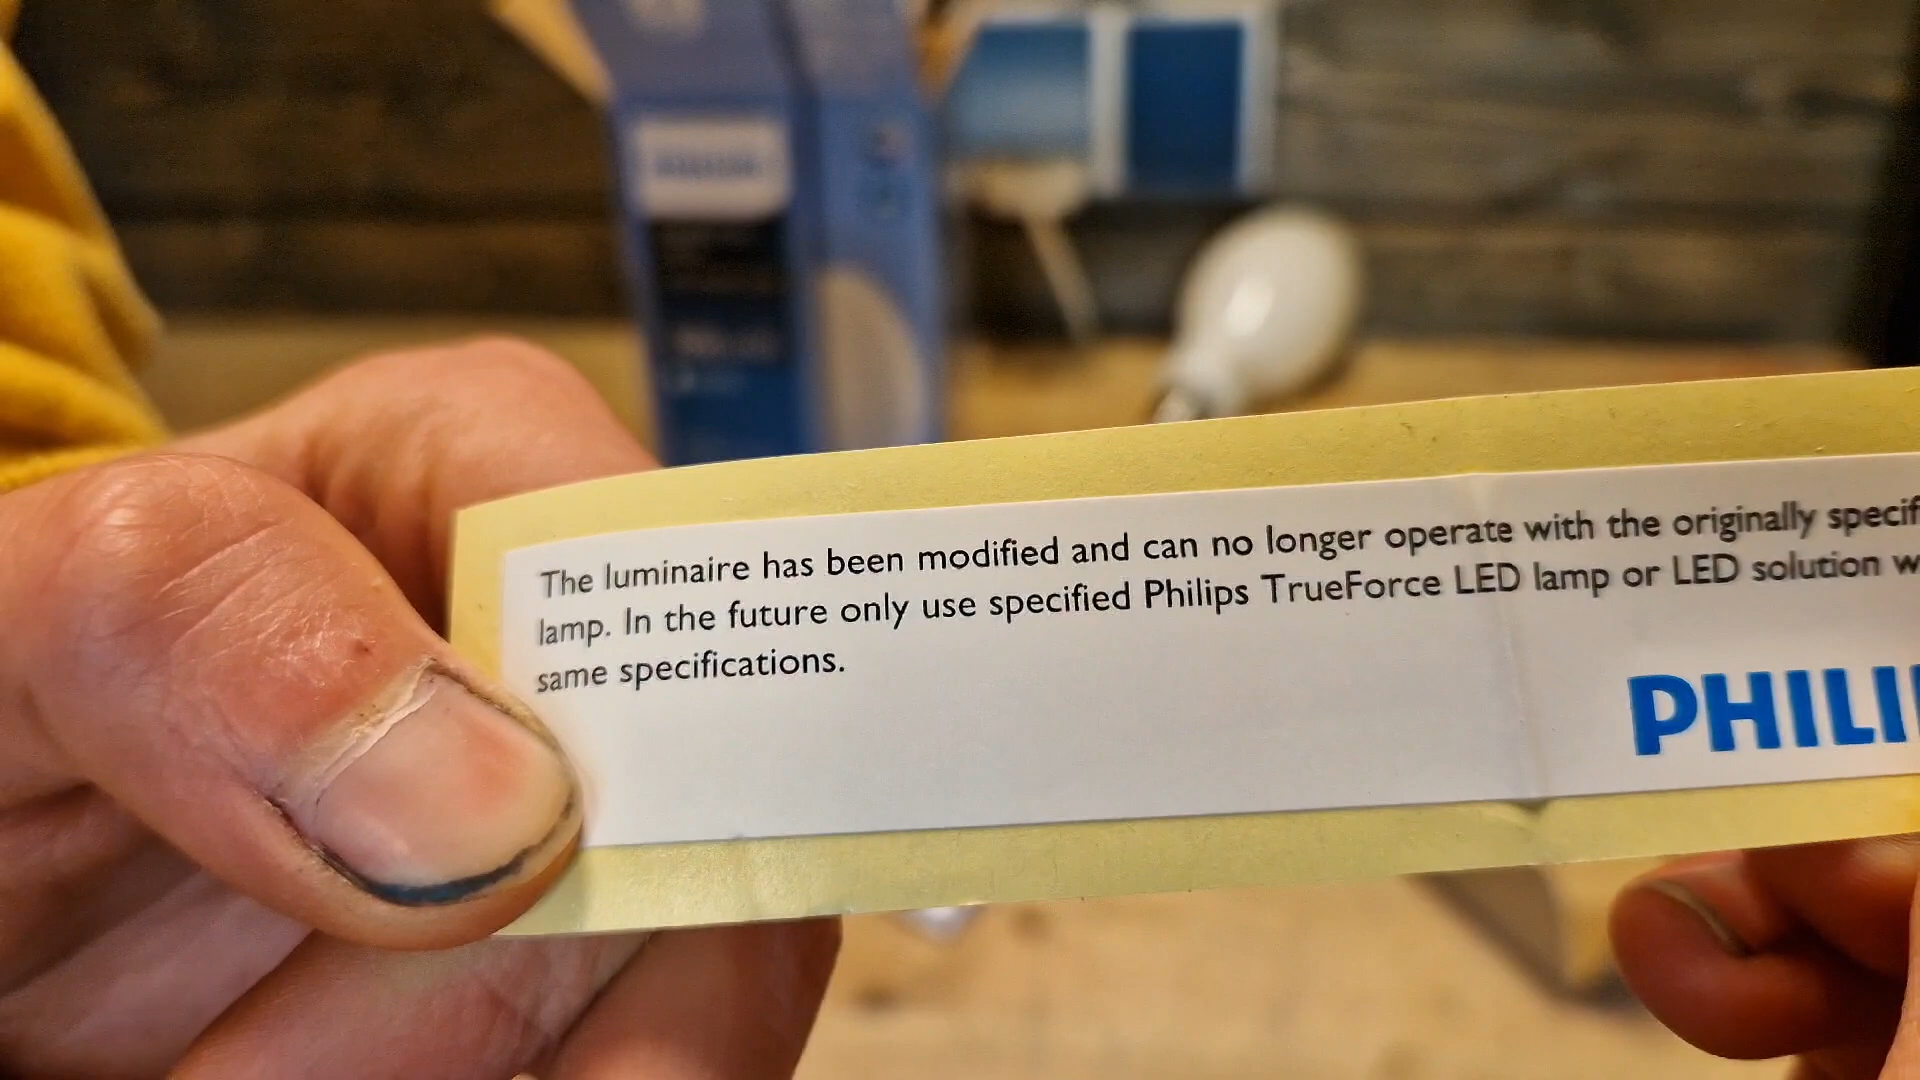 The luminaire has been modified and can no longer operate with the originally specif
lamp. In the future only use specified Philips TrueForce LED lamp or LED solution w
same specifications.
PHILI